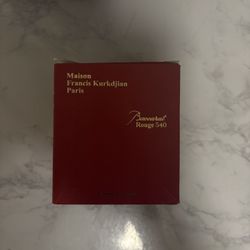 Maison
Francis Kurkdjian
Paris
Baccarat
Rouge 540